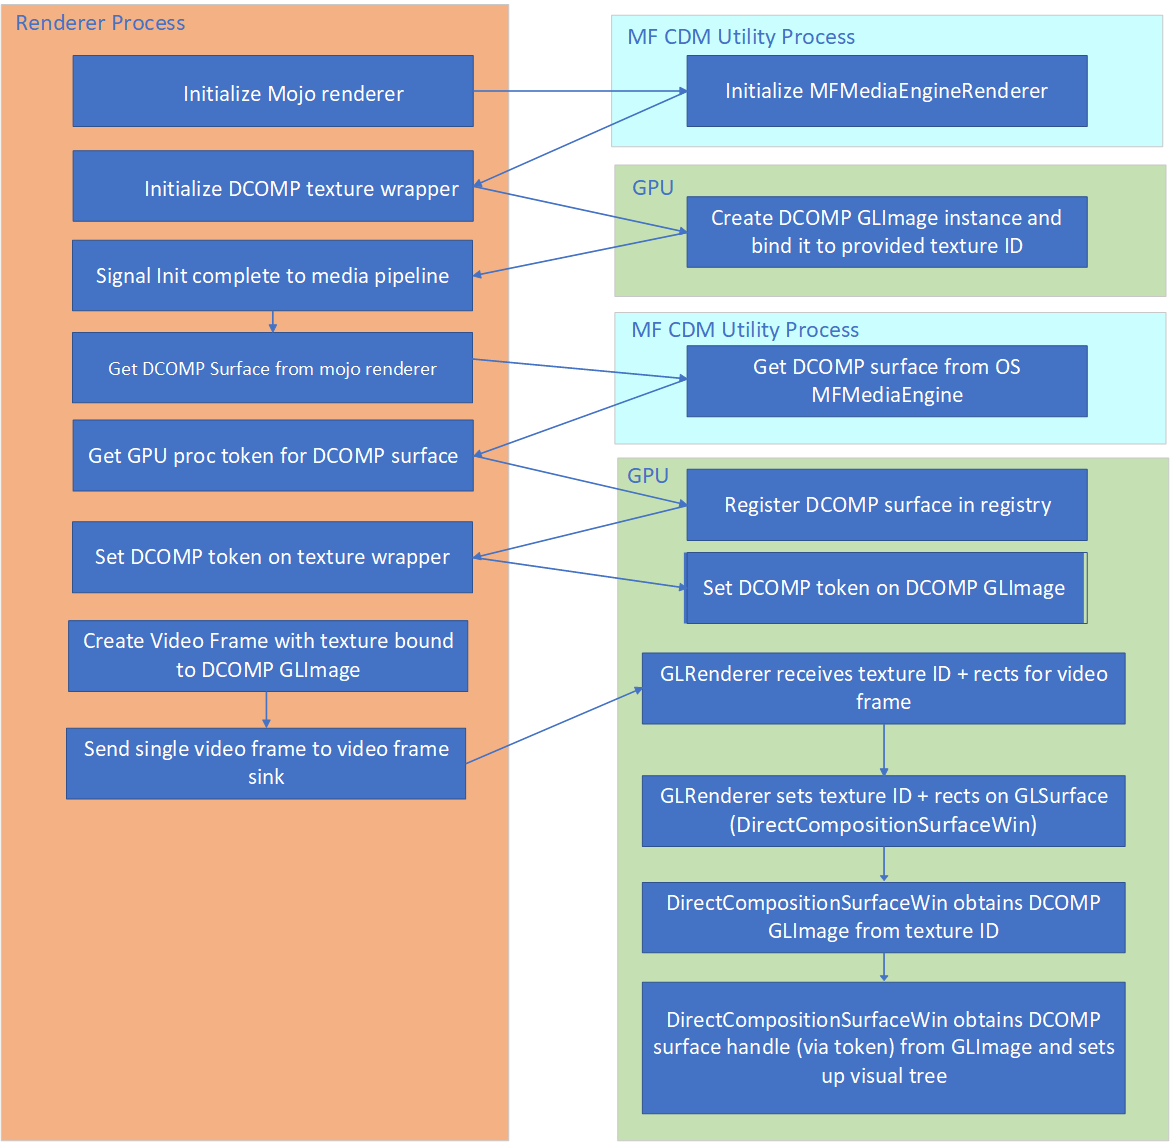 Renderer Process
MF CDM Utility Process
Initialize Mojo renderer
Initialize MFMediaEngineRenderer
Initialize DCOMP texture wrapper
GPU
Create DCOMP GLImage instance and
bind it to provided texture ID
Signal Init complete to media pipeline
MF CDM Utility Process
Get DCOMP Surface from mojo renderer
Get DCOMP surface from OS
MFMediaEngine
Get GPU proc token for DCOMP surface
GPU
Register DCOMP surface in registry
Set DCOMP token on texture wrapper
Set DCOMP token on DCOMP GLImage
Create Video Frame with texture bound
to DCOMP GLImage
Send single video frame to video frame
sink
GLRenderer receives texture ID + rects for video
frame
GLRenderer sets texture ID + rects on GLSurface
(DirectCompositionSurfaceWin)
DirectCompositionSurfaceWin obtains DCOMP
GLImage from texture ID
DirectCompositionSurfaceWin obtains DCOMP
surface handle (via token) from GLImage and sets
up visual tree